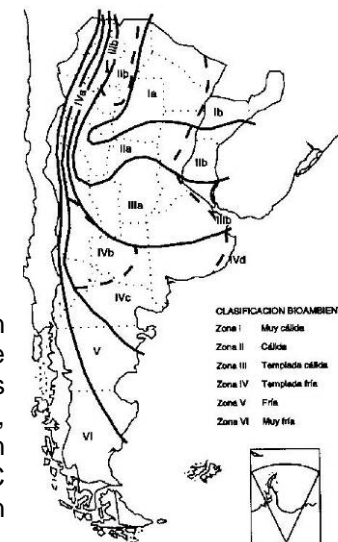 IIIb
IIb
IVa
Ia
Ib
IIa
IIb
IIIa
IIIb
IVb
IVd
IVc
CLASIFICACION BIOAMBIEN
Zona I Muy cálida
V
Zona II Cálida
Zona III Templada cálida
Zona IV Templada fría
Zona V Fría
VI
Zona VI Muy fría
n
e
s
,
n
C
n